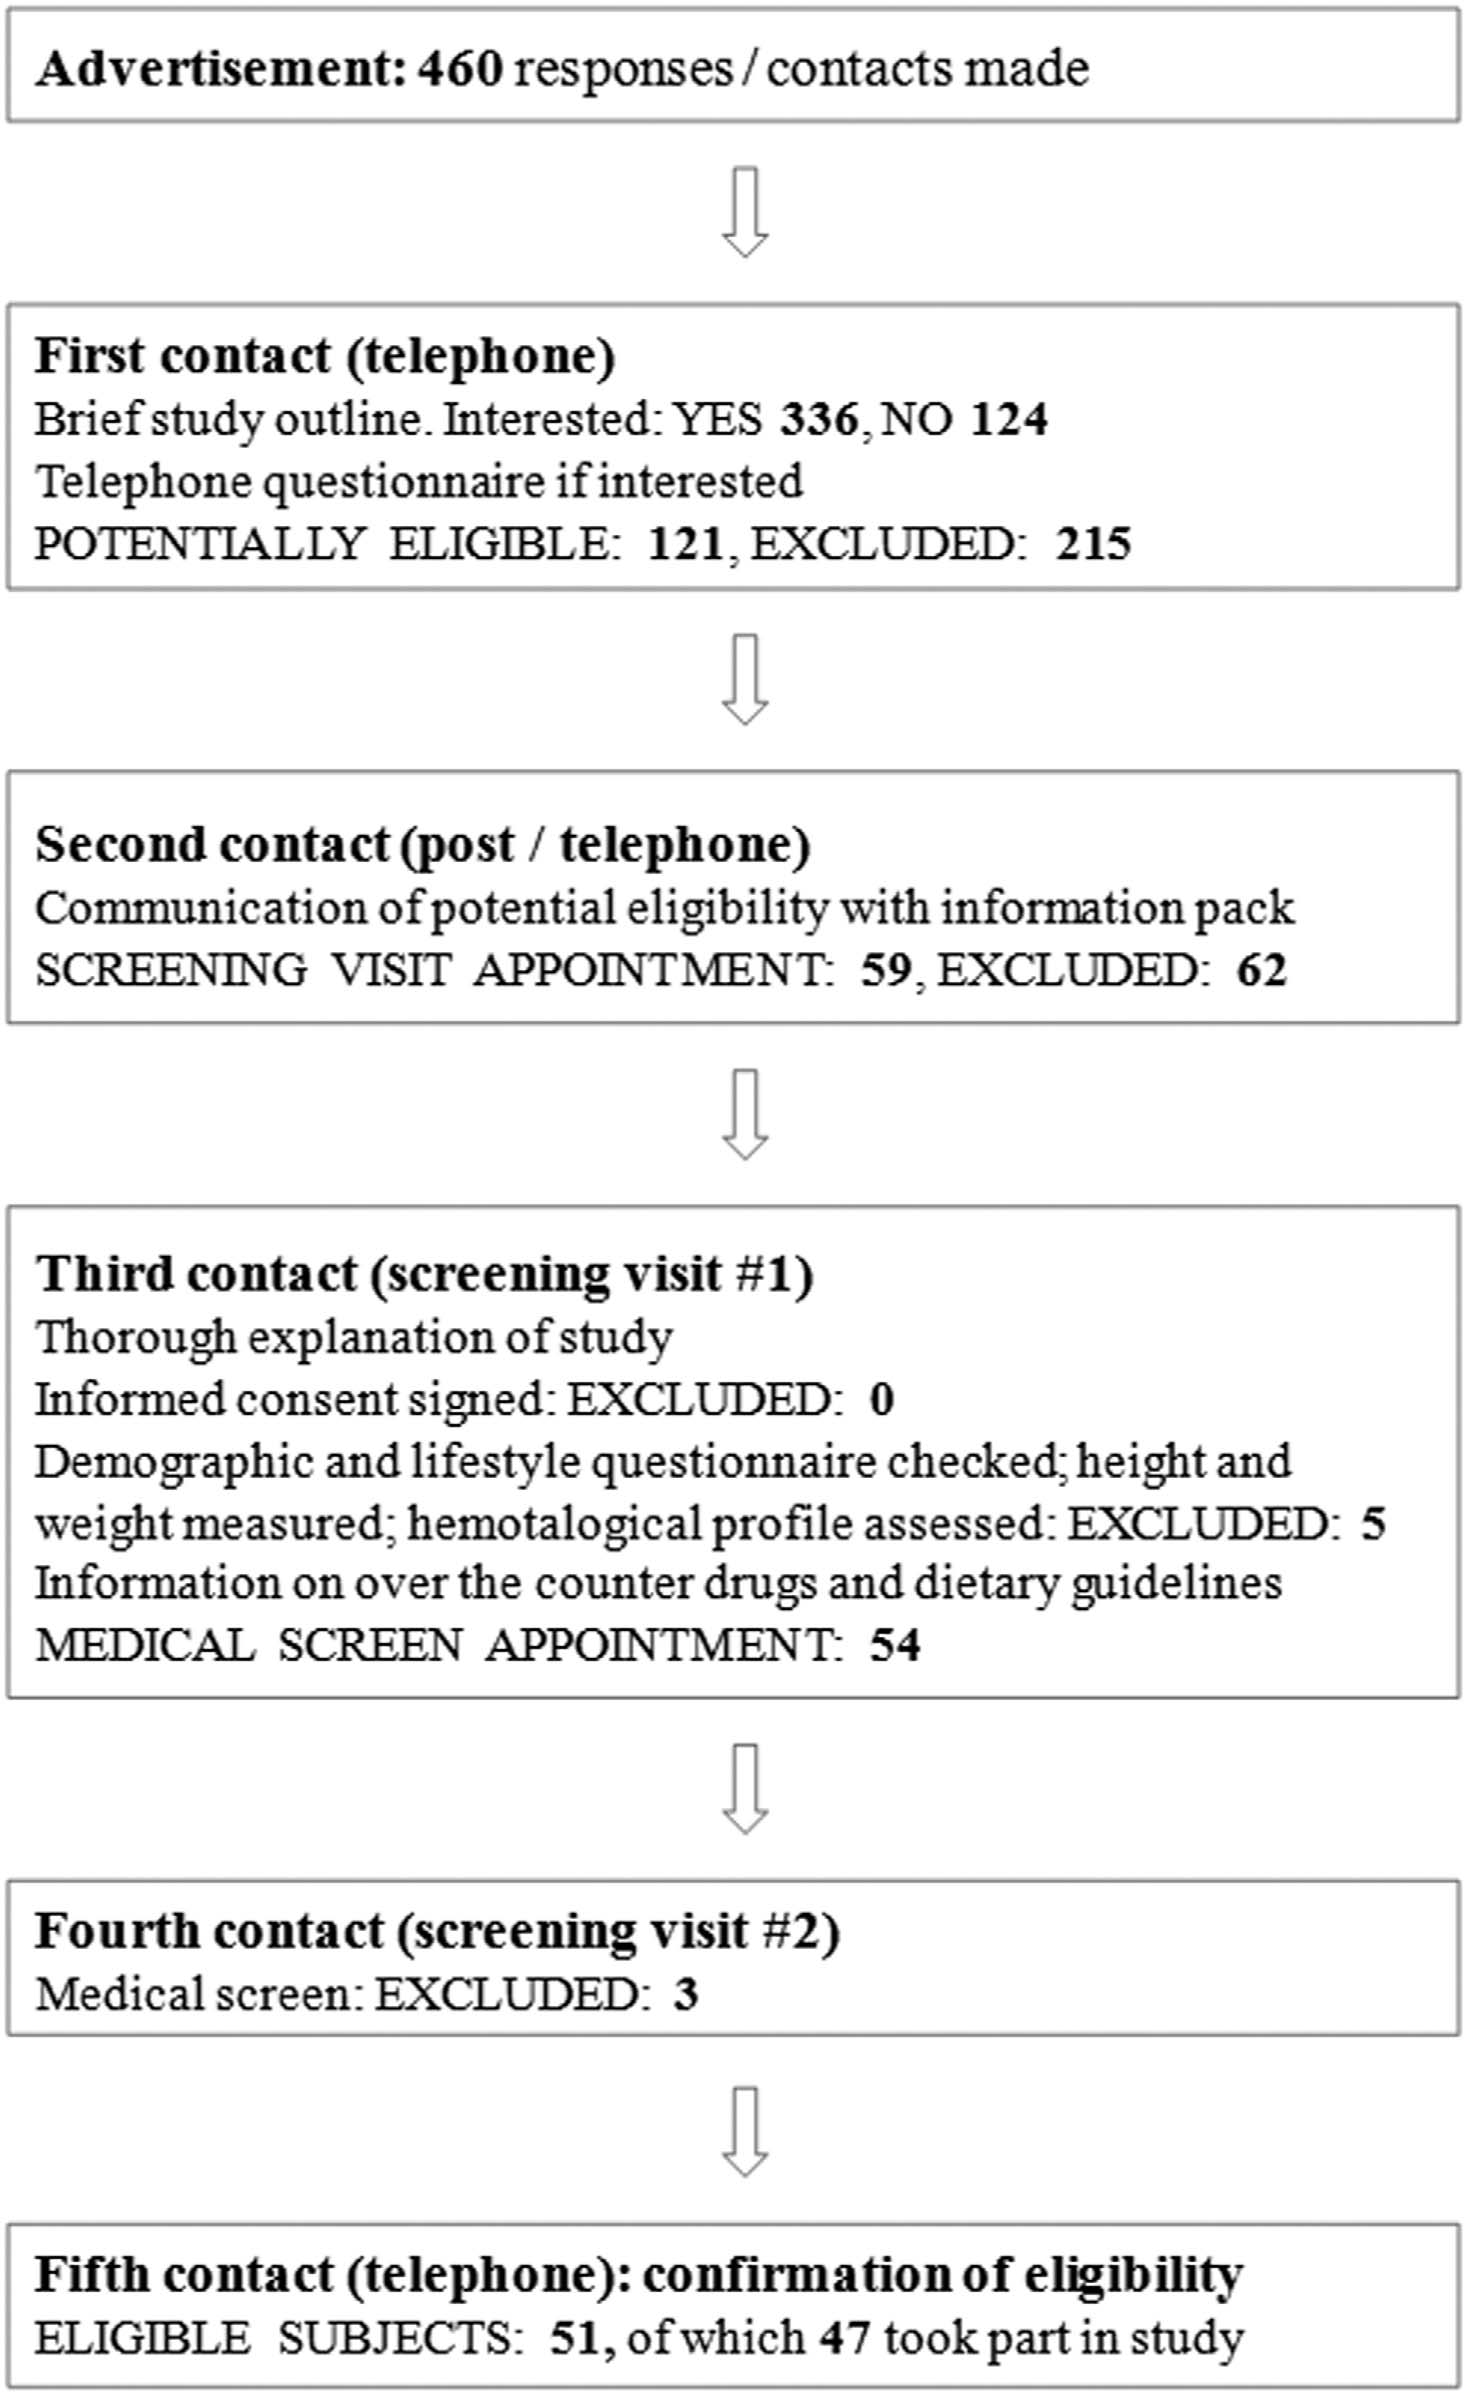 Advertisement: 460 responses / contacts made
First contact (telephone)
Brief study outline. Interested: YES 336, NO 124
Telephone questionnaire if interested
POTENTIALLY ELIGIBLE: 121, EXCLUDED: 215
Second contact (post / telephone)
Communication of potential eligibility with information pack
SCREENING VISIT APPOINTMENT: 59, EXCLUDED: 62
Third contact (screening visit #1)
Thorough explanation of study
Informed consent signed: EXCLUDED: 0
Demographic and lifestyle questionnaire checked; height and
weight measured; hemotalogical profile assessed: EXCLUDED: 5
Information on over the counter drugs and dietary guidelines
MEDICAL SCREEN APPOINTMENT: 54
Fourth contact (screening visit #2)
Medical screen: EXCLUDED: 3
Fifth contact (telephone): confirmation of eligibility
ELIGIBLE SUBJECTS: 51, of which 47 took part in study